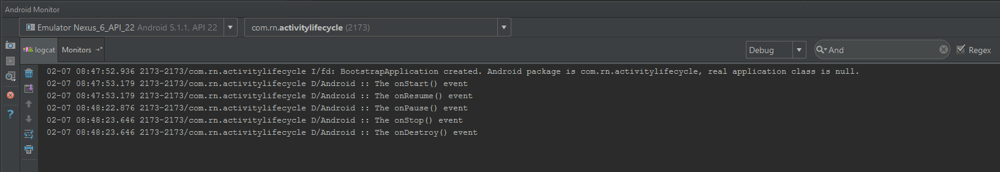 Android Monitor
Emulator Nexus_6_API_22 Android 5.1.1, API 22
com.rn.activitylifecycle (2173)
logcat
Monitors
Debug
And
Regex
02-07 08:47:52.936 2173-2173/com.rn.activitylifecycle I/fd: BootstrapApplication created. Android package is com.rn.activitylifecycle, real application class is null.
02-07 08:47:53.179 2173-2173/com.rn.activitylifecycle D/Android :: The onStart() event
02-07 08:47:53.179 2173-2173/com.rn.activitylifecycle D/Android :: The onResume() event
02-07 08:48:22.876 2173-2173/com.rn.activitylifecycle D/Android :: The onPause() event
02-07 08:48:23.646 2173-2173/com.rn.activitylifecycle D/Android :: The onStop() event
02-07 08:48:23.646 2173-2173/com.rn.activitylifecycle D/Android :: The onDestroy() event